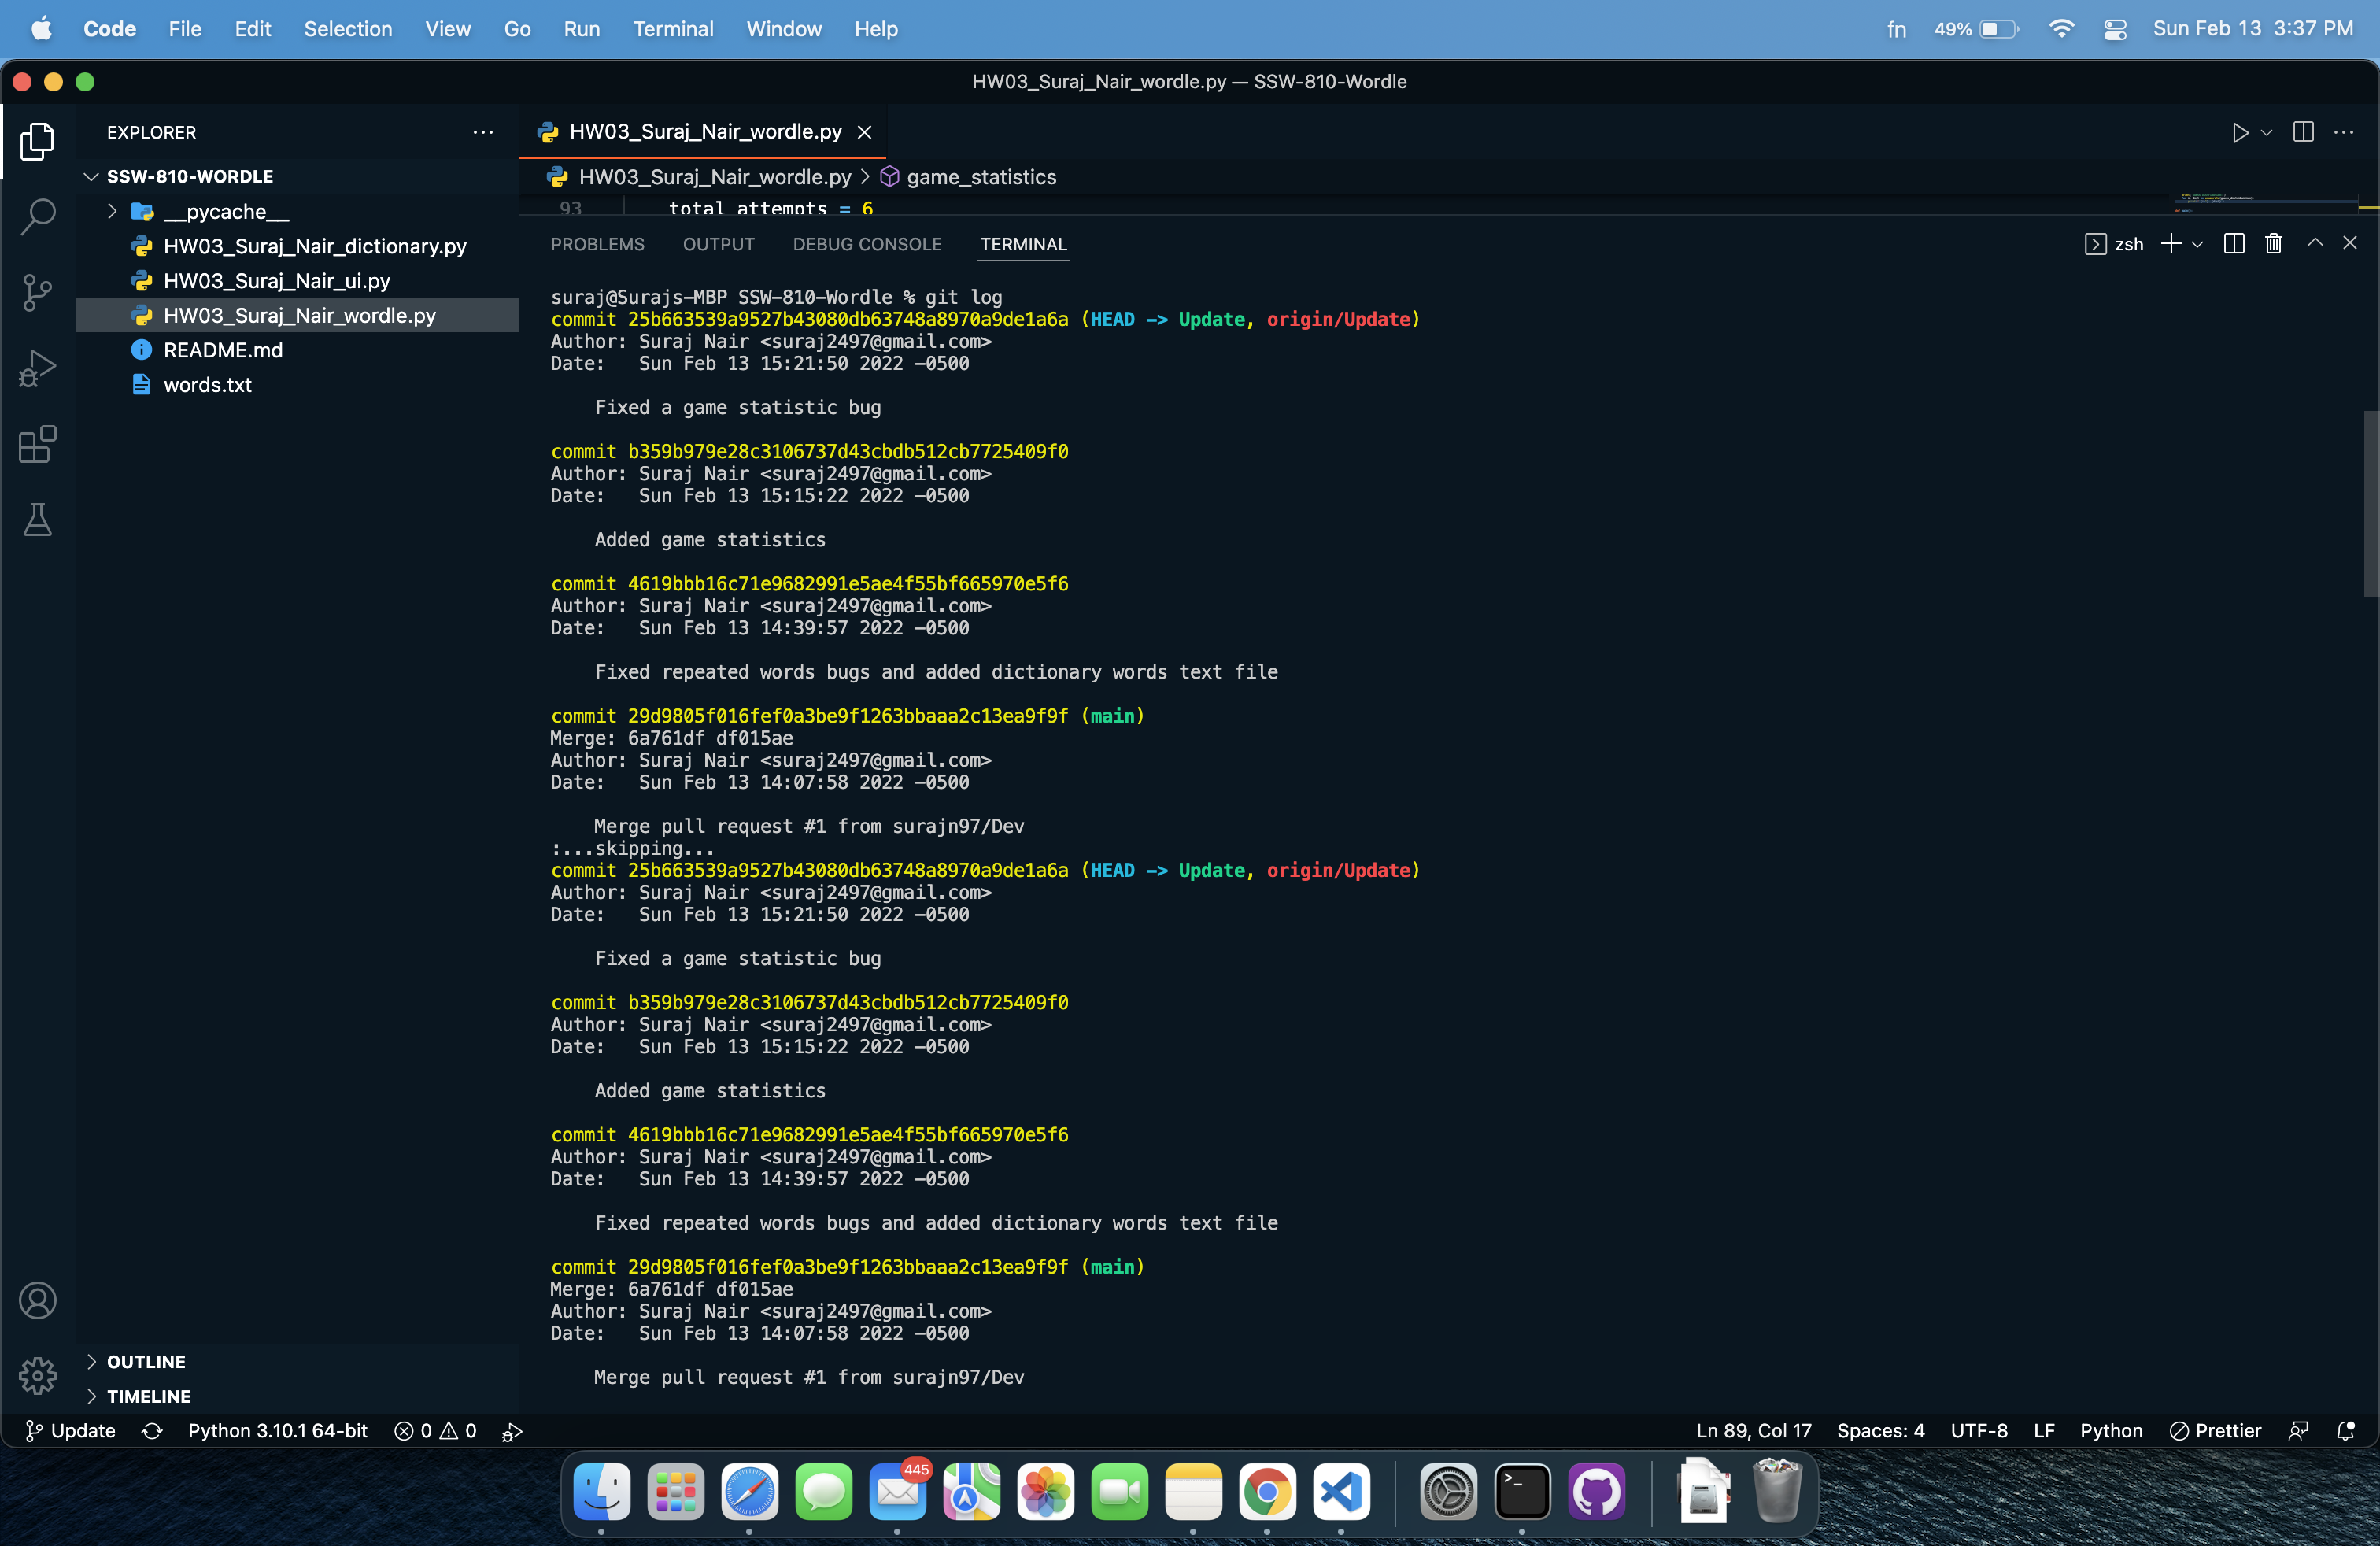 Code File Edit Selection View Go Run Terminal Window Help fn 49% Sun Feb 13 3:37 PM
HW03_Suraj_Nair_wordle.py — SSW-810-Wordle
EXPLORER
SSW-810-WORDLE
__pycache__
HW03_Suraj_Nair_dictionary.py
HW03_Suraj_Nair_ui.py
HW03_Suraj_Nair_wordle.py
README.md
words.txt
OUTLINE
TIMELINE
HW03_Suraj_Nair_wordle.py
HW03_Suraj_Nair_wordle.py > game_statistics
93 total_attempts = 6
PROBLEMS OUTPUT DEBUG CONSOLE TERMINAL zsh
suraj@Surajs-MBP SSW-810-Wordle % git log
commit 25b663539a9527b43080db63748a8970a9de1a6a (HEAD -> Update, origin/Update)
Author: Suraj Nair <suraj2497@gmail.com>
Date:   Sun Feb 13 15:21:50 2022 -0500
Fixed a game statistic bug
commit b359b979e28c3106737d43cbdb512cb7725409f0
Author: Suraj Nair <suraj2497@gmail.com>
Date:   Sun Feb 13 15:15:22 2022 -0500
Added game statistics
commit 4619bbb16c71e9682991e5ae4f55bf665970e5f6
Author: Suraj Nair <suraj2497@gmail.com>
Date:   Sun Feb 13 14:39:57 2022 -0500
Fixed repeated words bugs and added dictionary words text file
commit 29d9805f016fef0a3be9f1263bbaaa2c13ea9f9f (main)
Merge: 6a761df df015ae
Author: Suraj Nair <suraj2497@gmail.com>
Date:   Sun Feb 13 14:07:58 2022 -0500
Merge pull request #1 from surajn97/Dev
:...skipping...
commit 25b663539a9527b43080db63748a8970a9de1a6a (HEAD -> Update, origin/Update)
Author: Suraj Nair <suraj2497@gmail.com>
Date:   Sun Feb 13 15:21:50 2022 -0500
Fixed a game statistic bug
commit b359b979e28c3106737d43cbdb512cb7725409f0
Author: Suraj Nair <suraj2497@gmail.com>
Date:   Sun Feb 13 15:15:22 2022 -0500
Added game statistics
commit 4619bbb16c71e9682991e5ae4f55bf665970e5f6
Author: Suraj Nair <suraj2497@gmail.com>
Date:   Sun Feb 13 14:39:57 2022 -0500
Fixed repeated words bugs and added dictionary words text file
commit 29d9805f016fef0a3be9f1263bbaaa2c13ea9f9f (main)
Merge: 6a761df df015ae
Author: Suraj Nair <suraj2497@gmail.com>
Date:   Sun Feb 13 14:07:58 2022 -0500
Merge pull request #1 from surajn97/Dev
Update Python 3.10.1 64-bit 0 0 Ln 89, Col 17 Spaces: 4 UTF-8 LF Python Prettier
445